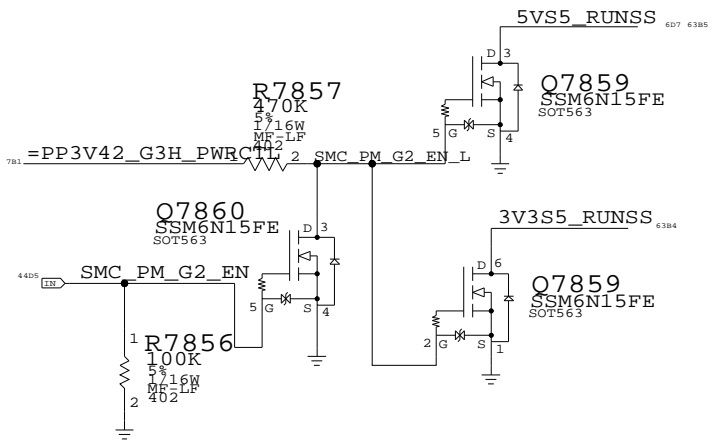 5VS5_RUNSS
6D7 63B5
D 3
Q7859
SSM6N15FE
SOT563
5 G S 4
R7857
470K
5%
1/16W
MF-LF
402
7B1
=PP3V42_G3H_PWRCTL
2
SMC_PM_G2_EN_L
Q7860
SSM6N15FE
SOT563
D 3
5 G S 4
3V3S5_RUNSS
63B4
D 6
Q7859
SSM6N15FE
SOT563
2 G S 1
44D5
IN
SMC_PM_G2_EN
1
R7856
100K
5%
1/16W
MF-LF
402
2